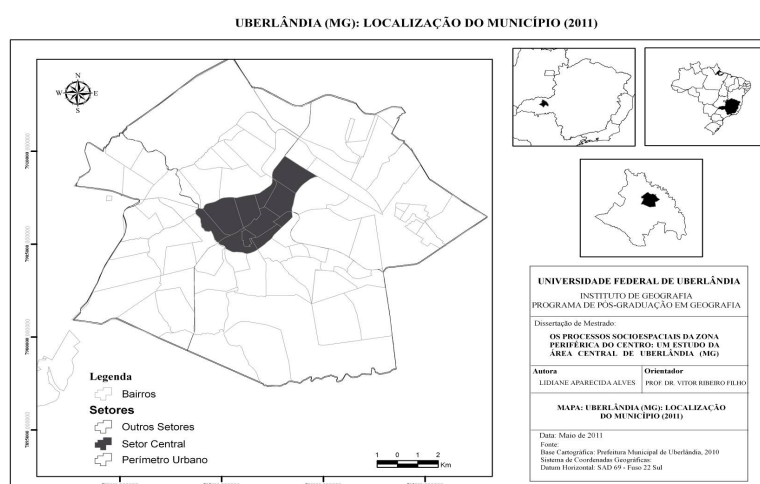 UBERLÂNDIA (MG): LOCALIZAÇÃO DO MUNICÍPIO (2011)
N
W
E
S
Legenda
Bairros
Setores
Outros Setores
Setor Central
Perímetro Urbano
1 0 1 2
Km
UNIVERSIDADE FEDERAL DE UBERLÂNDIA
INSTITUTO DE GEOGRAFIA
PROGRAMA DE PÓS-GRADUAÇÃO EM GEOGRAFIA
Dissertação de Mestrado:
OS PROCESSOS SOCIOESPACIAIS DA ZONA
PERIFÉRICA DO CENTRO: UM ESTUDO DA
ÁREA CENTRAL DE UBERLÂNDIA (MG)
Autora
Orientador
LIDIANE APARECIDA ALVES
PROF. DR. VITOR RIBEIRO FILHO
MAPA: UBERLÂNDIA (MG): LOCALIZAÇÃO
DO MUNICÍPIO (2011)
Data: Maio de 2011
Fonte:
Base Cartográfica: Prefeitura Municipal de Uberlândia, 2010
Sistema de Coordenadas Geográficas:
Datum Horizontal: SAD 69 - Fuso 22 Sul